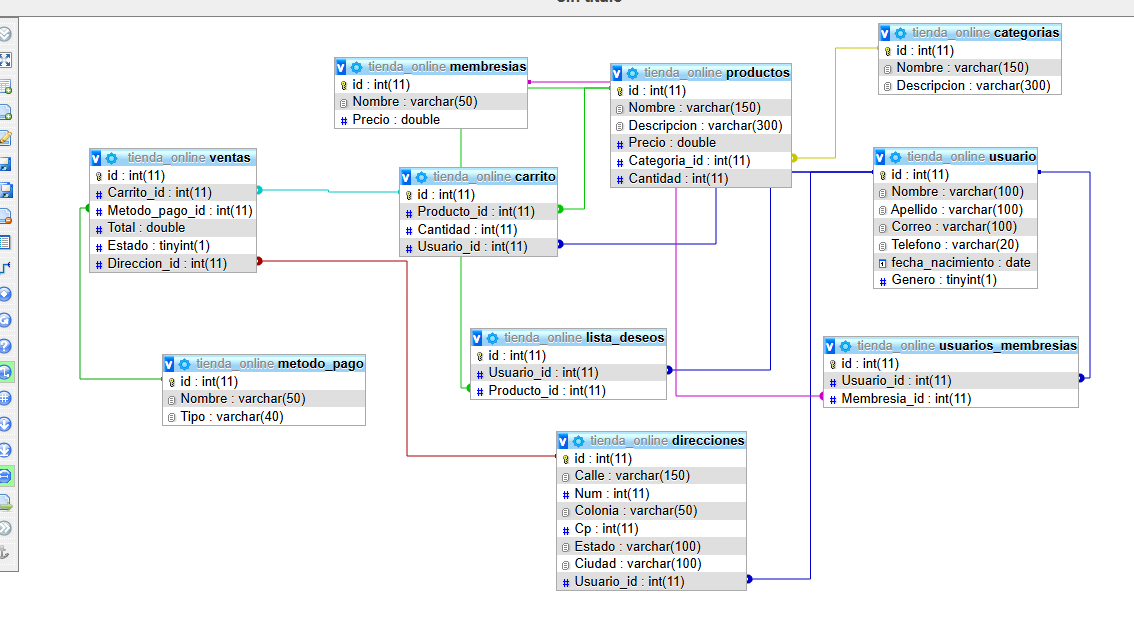 tienda_online categorias
id : int(11)
Nombre : varchar(150)
Descripcion : varchar(300)
tienda_online membresias
id : int(11)
Nombre : varchar(50)
Precio : double
tienda_online productos
id : int(11)
Nombre : varchar(150)
Descripcion : varchar(300)
Precio : double
Categoria_id : int(11)
Cantidad : int(11)
tienda_online ventas
id : int(11)
Carrito_id : int(11)
Metodo_pago_id : int(11)
Total : double
Estado : tinyint(1)
Direccion_id : int(11)
tienda_online carrito
id : int(11)
Producto_id : int(11)
Cantidad : int(11)
Usuario_id : int(11)
tienda_online usuario
id : int(11)
Nombre : varchar(100)
Apellido : varchar(100)
Correo : varchar(100)
Telefono : varchar(20)
fecha_nacimiento : date
Genero : tinyint(1)
tienda_online metodo_pago
id : int(11)
Nombre : varchar(50)
Tipo : varchar(40)
tienda_online lista_deseos
id : int(11)
Usuario_id : int(11)
Producto_id : int(11)
tienda_online usuarios_membresias
id : int(11)
Usuario_id : int(11)
Membresia_id : int(11)
tienda_online direcciones
id : int(11)
Calle : varchar(150)
Num : int(11)
Colonia : varchar(50)
Cp : int(11)
Estado : varchar(100)
Ciudad : varchar(100)
Usuario_id : int(11)